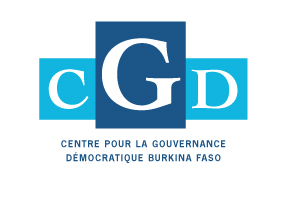 CGD
CENTRE POUR LA GOUVERNANCE
DÉMOCRATIQUE BURKINA FASO